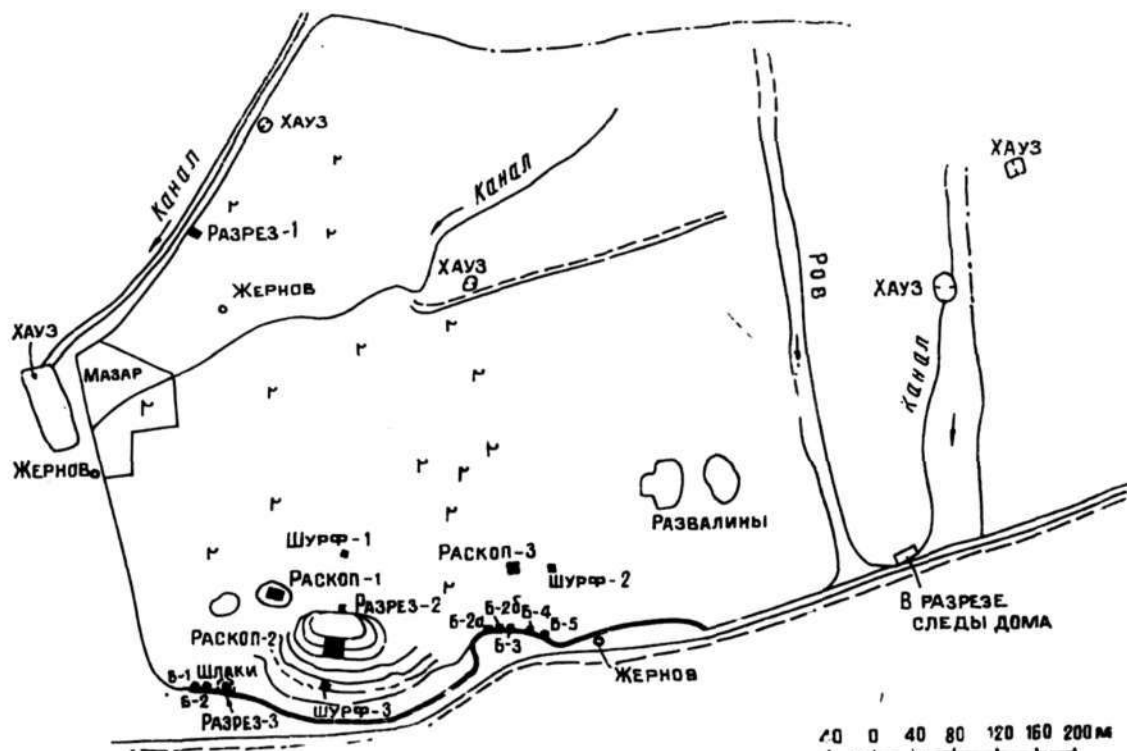 Хауз
Канал
Канал
Хауз
Разрез-1
Хауз
Ров
Хауз
Жернов
Хауз
Канал
Мазар
Жернов
Развалины
Шурф-1
Раскоп-3
Шурф-2
Раскоп-1
Разрез-2
Б-2а
Б-2б
Б-4
Б-5
Б-3
В разрезе
следы дома
Раскоп-2
Жернов
Б-1
Шлаки
Б-2
Разрез-3
Шурф-3
40 0 40 80 120 160 200 м